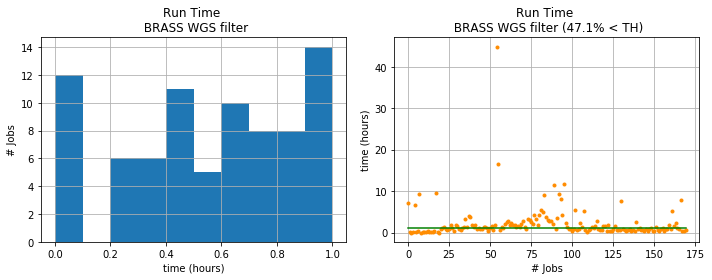 Run Time
BRASS WGS filter
14
12
10
8
6
4
2
0
# Jobs
0.0 0.2 0.4 0.6 0.8 1.0
time (hours)
Run Time
BRASS WGS filter (47.1% < TH)
40
30
20
10
0
time (hours)
0 25 50 75 100 125 150 175
# Jobs